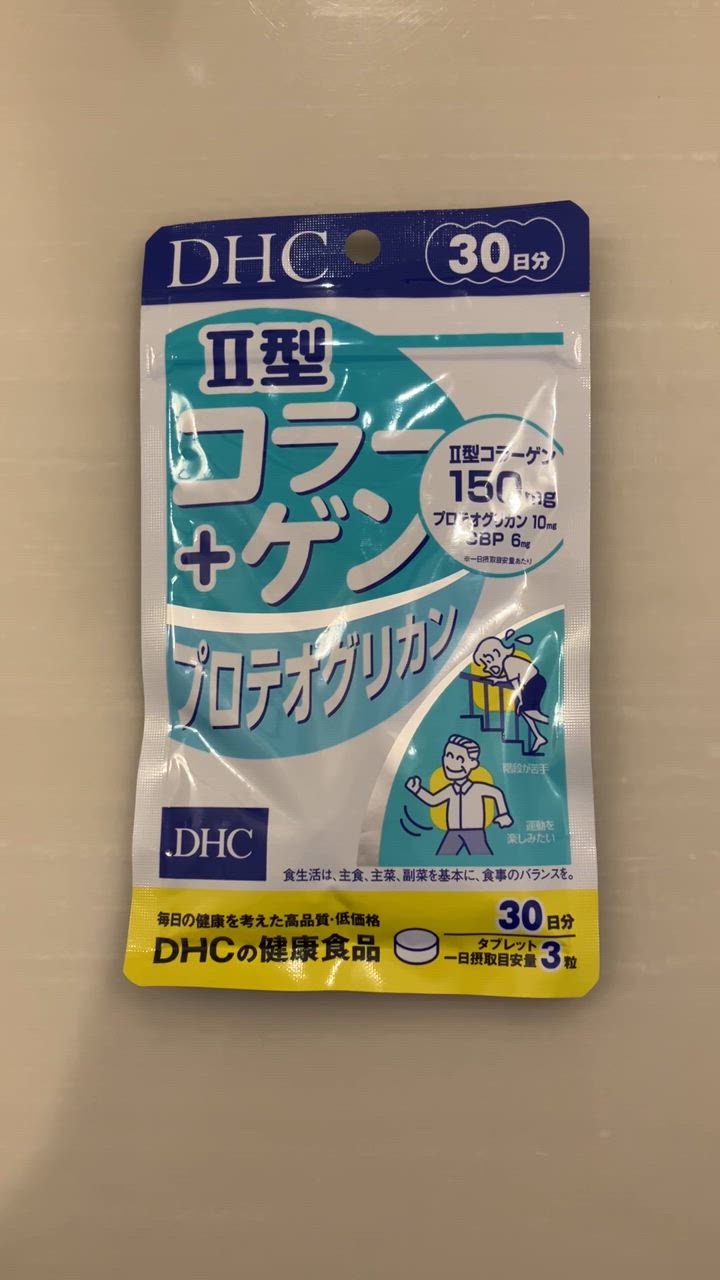 DHC
30日分
Ⅱ型
コラー
+ゲン
プロテオグリカン
Ⅱ型コラーゲン
150mg
プロテオグリカン 10mg
CBP 6mg
※一日摂取目安量あたり
階段が苦手
運動を
楽しみたい
DHC
食生活は、主食、主菜、副菜を基本に、食事のバランスを。
毎日の健康を考えた高品質・低価格
DHCの健康食品
30日分
タブレット
一日摂取目安量 3粒